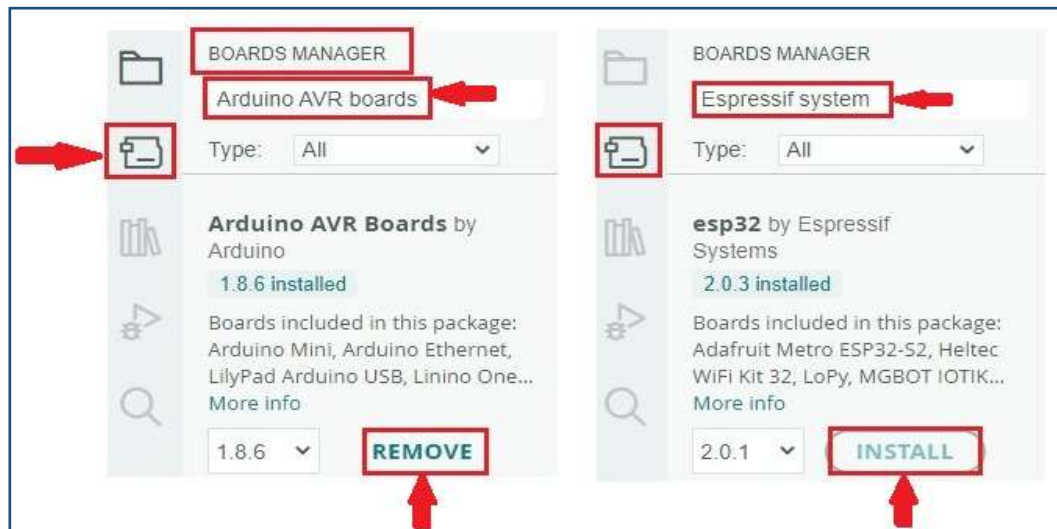 BOARDS MANAGER
Arduino AVR boards
Type: All
Arduino AVR Boards by
Arduino
1.8.6 installed
Boards included in this package:
Arduino Mini, Arduino Ethernet,
LilyPad Arduino USB, Linino One...
More info
1.8.6 REMOVE
BOARDS MANAGER
Espressif system
Type: All
esp32 by Espressif
Systems
2.0.3 installed
Boards included in this package:
Adafruit Metro ESP32-S2, Heltec
WiFi Kit 32, LoPy, MGBOT IOTIK...
More info
2.0.1 INSTALL